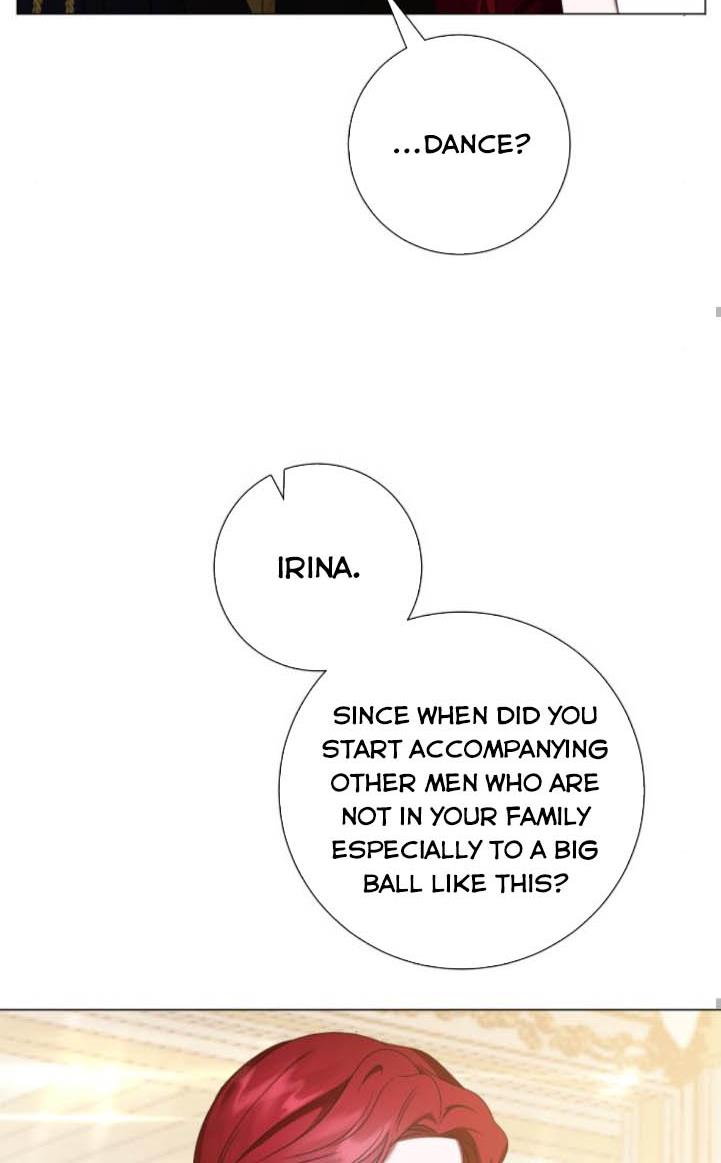 ...DANCE?
IRINA.
SINCE WHEN DID YOU
START ACCOMPANYING
OTHER MEN WHO ARE
NOT IN YOUR FAMILY
ESPECIALLY TO A BIG
BALL LIKE THIS?